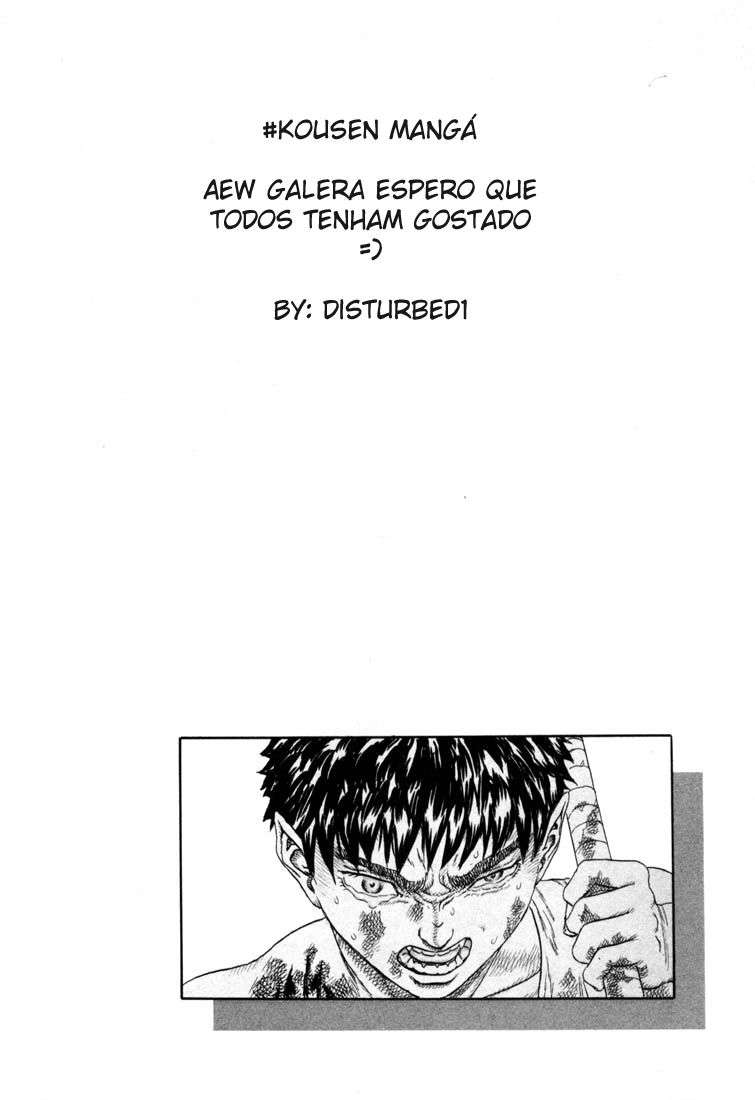 #KOUSEN MANGÁ
AEW GALERA ESPERO QUE
TODOS TENHAM GOSTADO
=)
BY: DISTURBED1